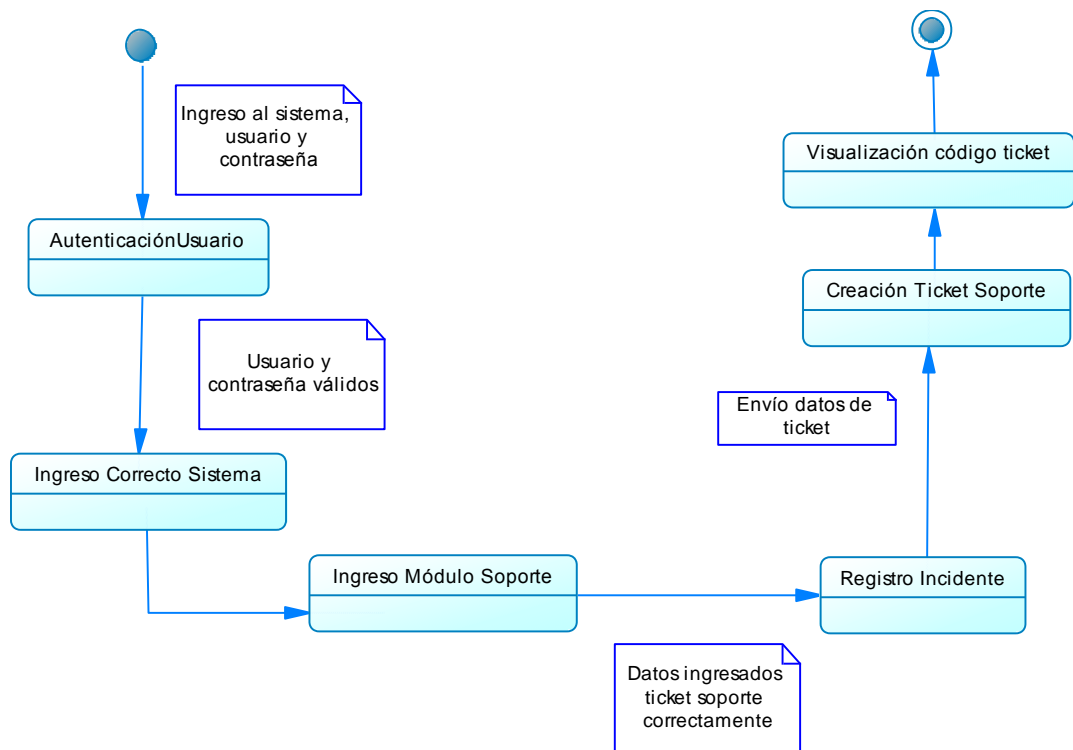 Ingreso al sistema,
usuario y
contraseña
AutenticaciónUsuario
Usuario y
contraseña válidos
Ingreso Correcto Sistema
Ingreso Módulo Soporte
Datos ingresados
ticket soporte
correctamente
Registro Incidente
Envío datos de
ticket
Creación Ticket Soporte
Visualización código ticket